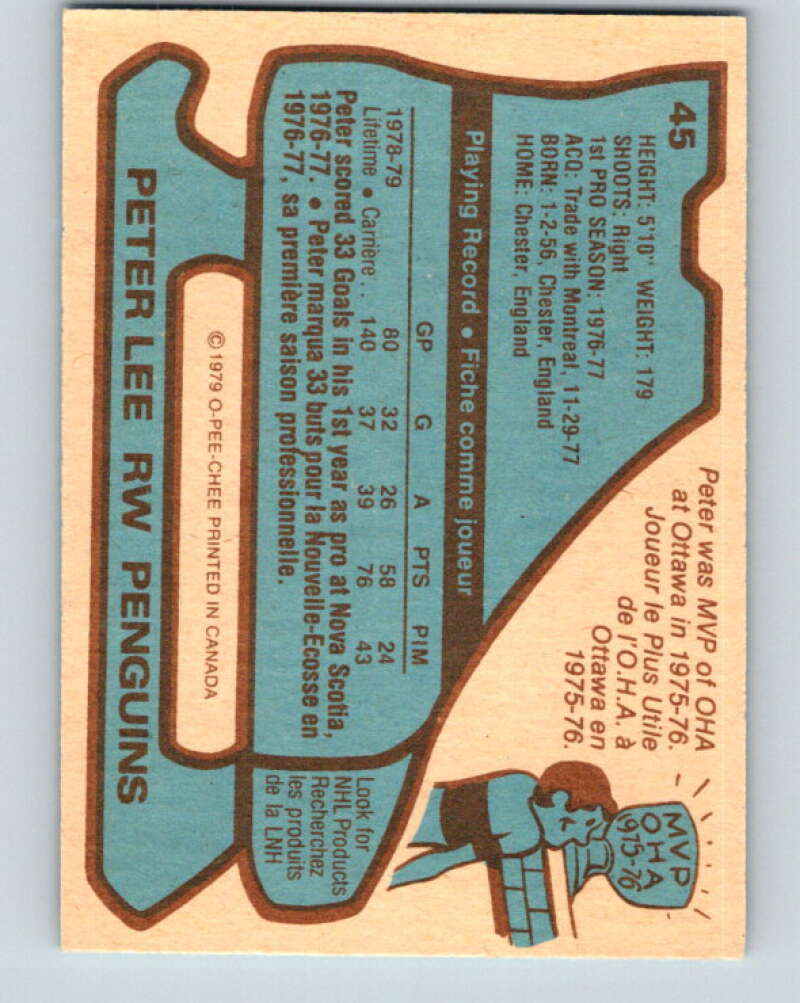 45
HEIGHT: 5'10" WEIGHT: 179
SHOOTS: Right
1st PRO SEASON: 1976-77
ACQ: Trade with Montreal, 11-29-77
BORN: 1-2-56, Chester, England
HOME: Chester, England
Peter was MVP of OHA
at Ottawa in 1975-76.
Joueur le Plus Utile
de l'O.H.A. à
Ottawa en
1975-76.
MVP
OHA
1975-76
Playing Record • Fiche comme joueur
GP G A PTS PIM
1978-79 80 32 26 58 24
Lifetime • Carrière . . 140 37 39 76 43
Peter scored 33 Goals in his 1st year as pro at Nova Scotia,
1976-77. • Peter marqua 33 buts pour la Nouvelle-Ecosse en
1976-77, sa première saison professionnelle.
Look for
NHL Products
Recherchez
les produits
de la LNH
© 1979 O-PEE-CHEE PRINTED IN CANADA
PETER LEE RW PENGUINS